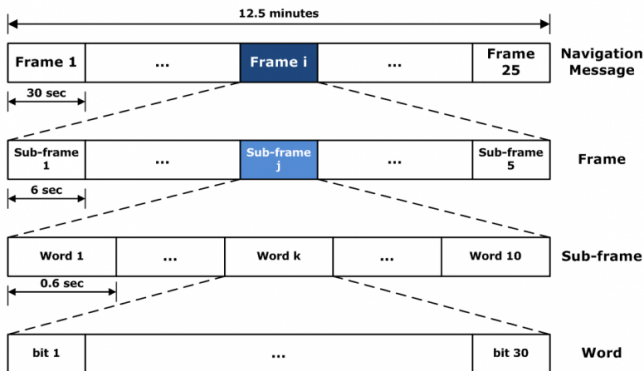 12.5 minutes
Frame 1 ... Frame i ... Frame 25 Navigation Message
30 sec
Sub-frame 1 ... Sub-frame j ... Sub-frame 5 Frame
6 sec
Word 1 ... Word k ... Word 10 Sub-frame
0.6 sec
bit 1 ... bit 30 Word